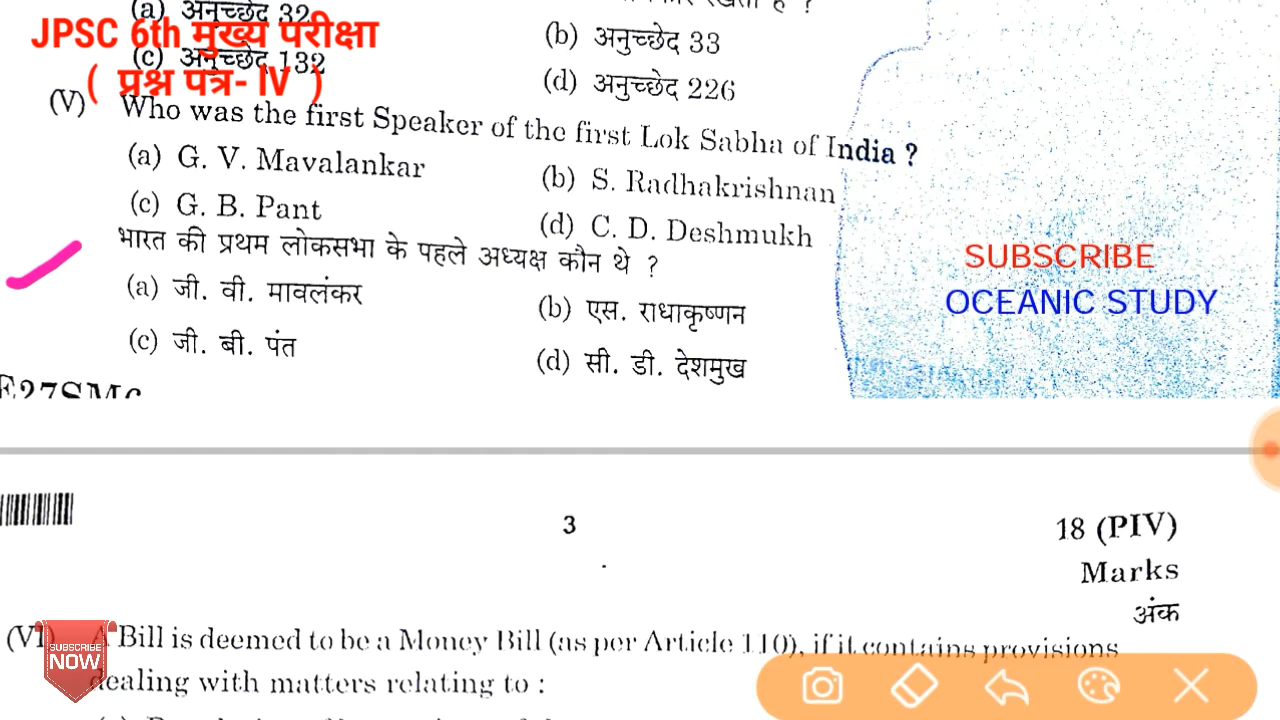 (a) अनुच्छेद 32
JPSC 6th मुख्य परीक्षा
(b) अनुच्छेद 33
(c) अनुच्छेद 132
( प्रश्न पत्र- IV )
(d) अनुच्छेद 226
(V) Who was the first Speaker of the first Lok Sabha of India ?
(a) G. V. Mavalankar
(b) S. Radhakrishnan
(c) G. B. Pant
(d) C. D. Deshmukh
भारत की प्रथम लोकसभा के पहले अध्यक्ष कौन थे ?
(a) जी. वी. मावलंकर
(b) एस. राधाकृष्णन
(c) जी. बी. पंत
(d) सी. डी. देशमुख
SUBSCRIBE
OCEANIC STUDY
3
18 (PIV)
Marks
अंक
(VI) A Bill is deemed to be a Money Bill (as per Article 110), if it contains provisions
dealing with matters relating to :
SUBSCRIBE
NOW